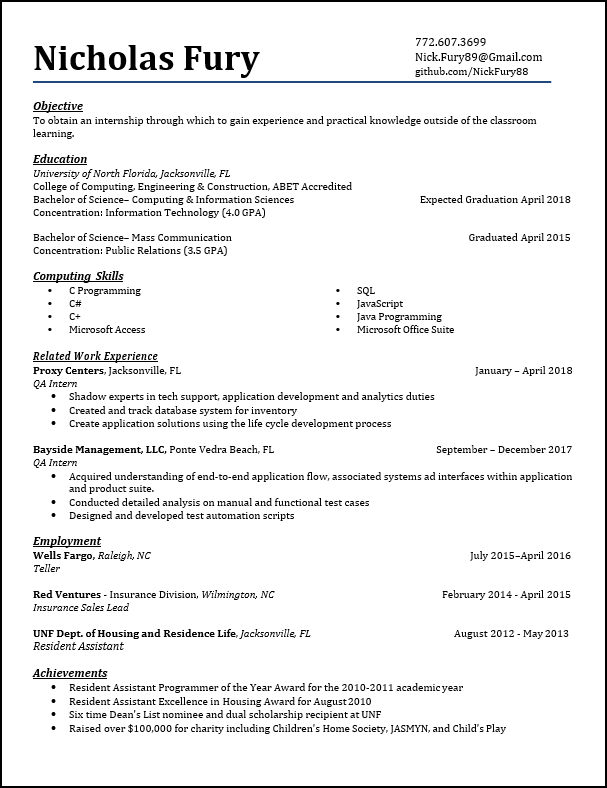 Nicholas Fury
772.607.3699
Nick.Fury89@Gmail.com
github.com/NickFury88
Objective
To obtain an internship through which to gain experience and practical knowledge outside of the classroom
learning.
Education
University of North Florida, Jacksonville, FL
College of Computing, Engineering & Construction, ABET Accredited
Bachelor of Science– Computing & Information Sciences Expected Graduation April 2018
Concentration: Information Technology (4.0 GPA)
Bachelor of Science– Mass Communication Graduated April 2015
Concentration: Public Relations (3.5 GPA)
Computing Skills
• C Programming
• C#
• C+
• Microsoft Access
• SQL
• JavaScript
• Java Programming
• Microsoft Office Suite
Related Work Experience
Proxy Centers, Jacksonville, FL January – April 2018
QA Intern
• Shadow experts in tech support, application development and analytics duties
• Created and track database system for inventory
• Create application solutions using the life cycle development process
Bayside Management, LLC, Ponte Vedra Beach, FL September – December 2017
QA Intern
• Acquired understanding of end-to-end application flow, associated systems ad interfaces within application
and product suite.
• Conducted detailed analysis on manual and functional test cases
• Designed and developed test automation scripts
Employment
Wells Fargo, Raleigh, NC July 2015–April 2016
Teller
Red Ventures - Insurance Division, Wilmington, NC February 2014 - April 2015
Insurance Sales Lead
UNF Dept. of Housing and Residence Life, Jacksonville, FL August 2012 - May 2013
Resident Assistant
Achievements
• Resident Assistant Programmer of the Year Award for the 2010-2011 academic year
• Resident Assistant Excellence in Housing Award for August 2010
• Six time Dean's List nominee and dual scholarship recipient at UNF
• Raised over $100,000 for charity including Children's Home Society, JASMYN, and Child's Play